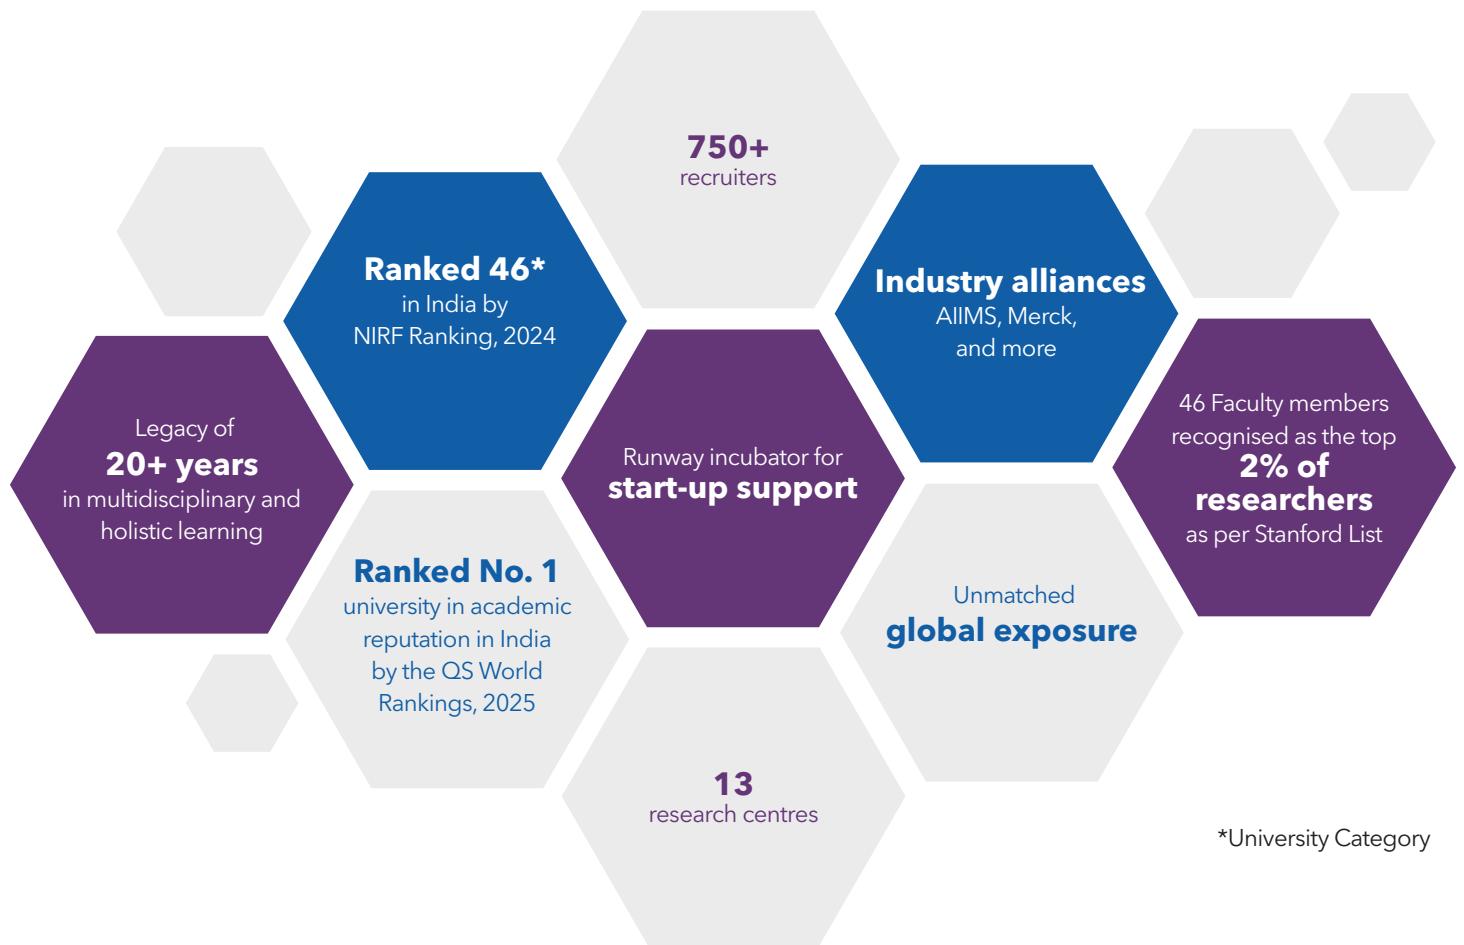 750+
recruiters
Ranked 46*
in India by
NIRF Ranking, 2024
Industry alliances
AIIMS, Merck,
and more
Legacy of
20+ years
in multidisciplinary and
holistic learning
Runway incubator for
start-up support
46 Faculty members
recognised as the top
2% of
researchers
as per Stanford List
Ranked No. 1
university in academic
reputation in India
by the QS World
Rankings, 2025
Unmatched
global exposure
13
research centres
*University Category